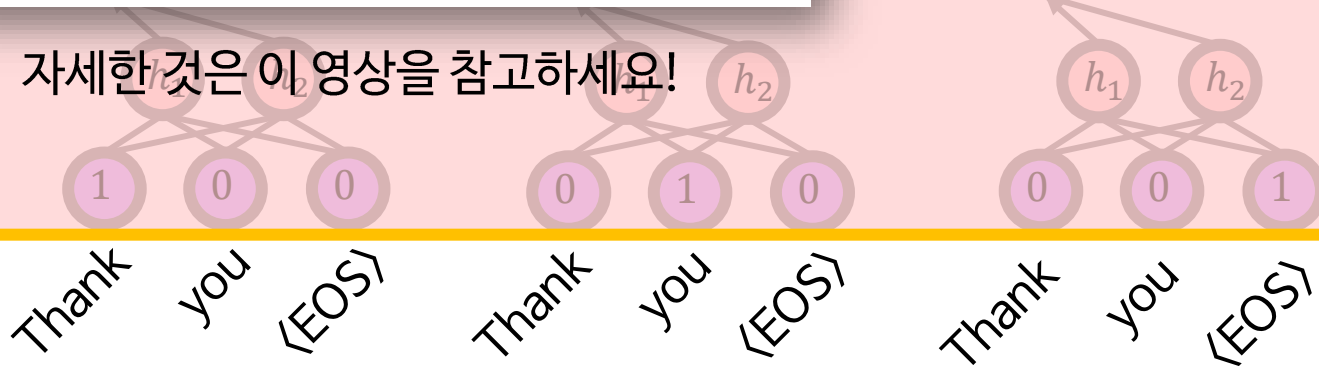 자세한 것은 이 영상을 참고하세요!
h₁ h₂ h₁ h₂ h₁ h₂
1 0 0 0 1 0 0 0 1
Thank you ⟨EOS⟩ Thank you ⟨EOS⟩ Thank you ⟨EOS⟩